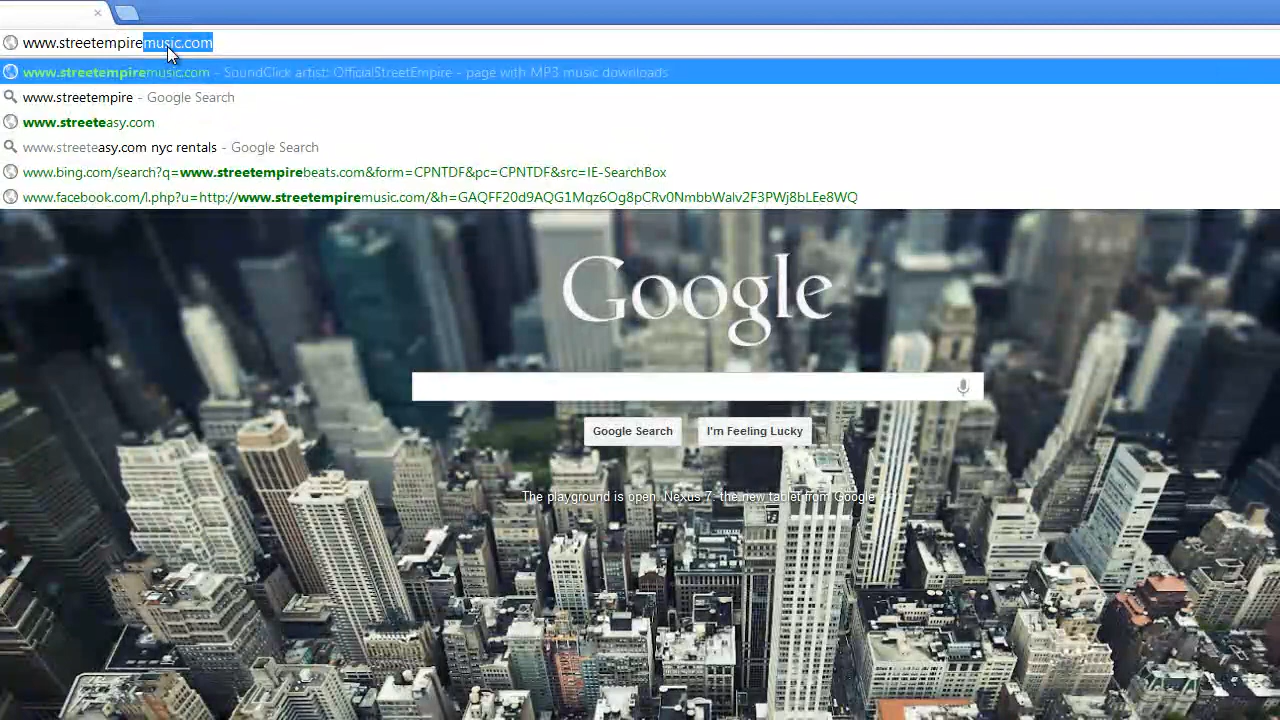 www.streetempiremusic.com
www.streetempiremusic.com - SoundClick artist: OfficialStreetEmpire - page with MP3 music downloads
www.streetempire - Google Search
www.streeteasy.com
www.streeteasy.com nyc rentals - Google Search
www.bing.com/search?q=www.streetempirebeats.com&form=CPNTDF&pc=CPNTDF&src=IE-SearchBox
www.facebook.com/l.php?u=http://www.streetempiremusic.com/&h=GAQFF20d9AQG1Mqz6Og8pCRv0NmbbWalv2F3PWj8bLEe8WQ
Google
Google Search
I'm Feeling Lucky
The playground is open. Nexus 7: the new tablet from Google